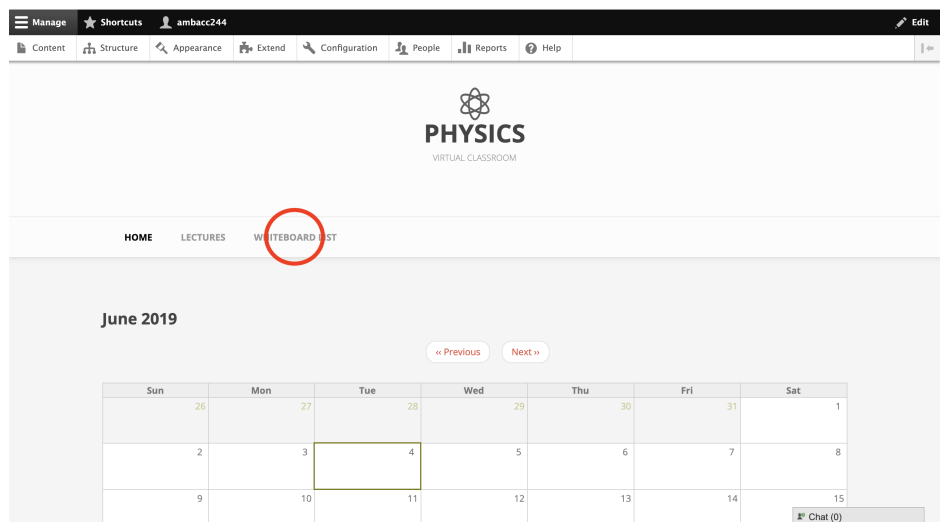 Manage Shortcuts ambacc244 Edit
Content Structure Appearance Extend Configuration People Reports Help
PHYSICS
VIRTUAL CLASSROOM
HOME LECTURES WHITEBOARD LIST
June 2019
‹‹ Previous Next ››
Sun Mon Tue Wed Thu Fri Sat
26 27 28 29 30 31 1
2 3 4 5 6 7 8
9 10 11 12 13 14 15
Chat (0)